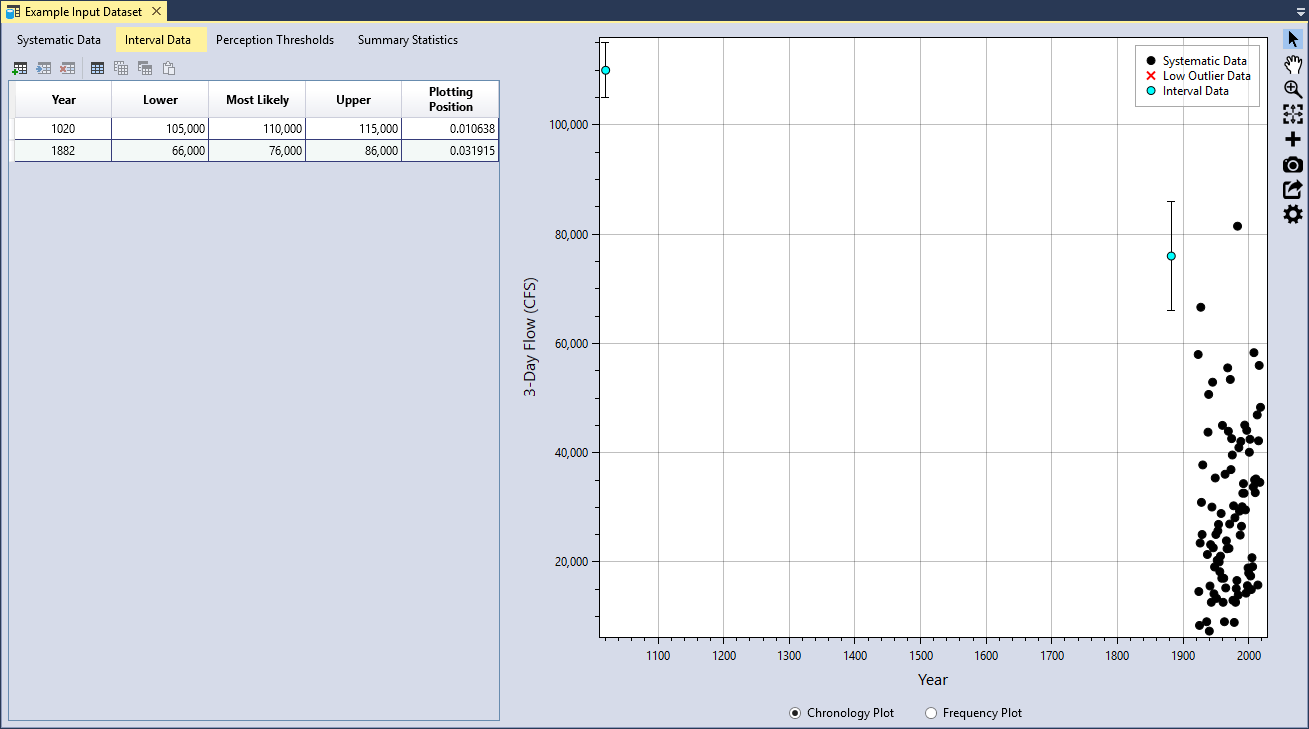 Example Input Dataset
Systematic Data Interval Data Perception Thresholds Summary Statistics
Year Lower Most Likely Upper Plotting Position
1020 105,000 110,000 115,000 0.010638
1882 66,000 76,000 86,000 0.031915
Systematic Data
Low Outlier Data
Interval Data
100,000
80,000
60,000
40,000
20,000
3-Day Flow (CFS)
1100 1200 1300 1400 1500 1600 1700 1800 1900 2000
Year
Chronology Plot Frequency Plot